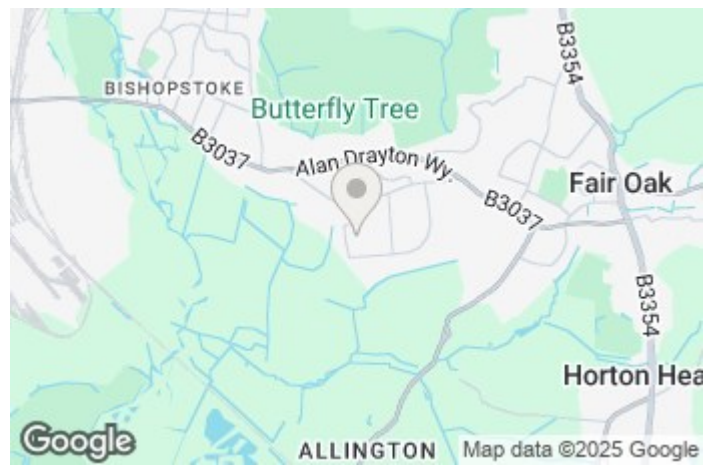 B3354
BISHOPSTOKE
Butterfly Tree
B3037
Alan Drayton Wy.
Fair Oak
B3037
B3354
Horton Hea
ALLINGTON
Google
Map data ©2025 Google